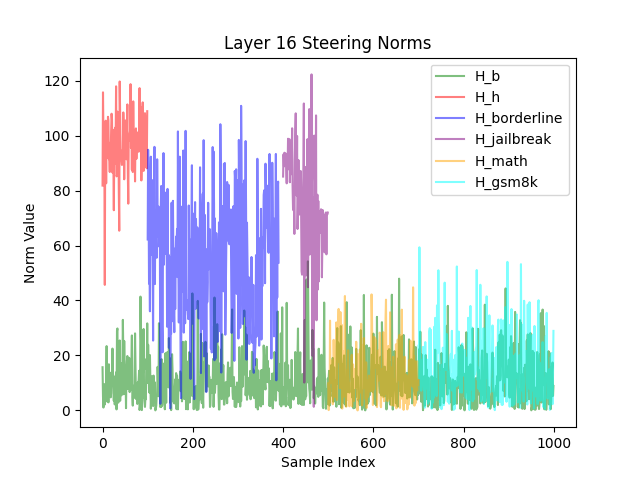 Layer 16 Steering Norms
Norm Value
120
100
80
60
40
20
0
H_b
H_h
H_borderline
H_jailbreak
H_math
H_gsm8k
0
200
400
600
800
1000
Sample Index